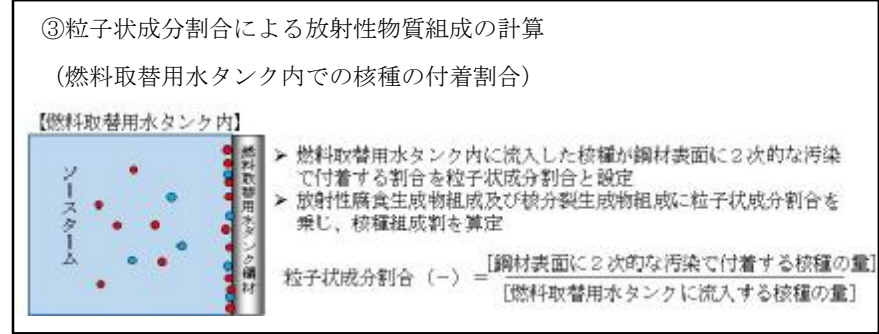 ③粒子状成分割合による放射性物質組成の計算
（燃料取替用水タンク内での核種の付着割合）
【燃料取替用水タンク内】
ソースターム
燃料取替用水タンク鋼材
➢ 燃料取替用水タンク内に流入した核種が鋼材表面に２次的な汚染
で付着する割合を粒子状成分割合と設定
➢ 放射性腐食生成物組成及び核分裂生成物組成に粒子状成分割合を
乗じ、核種組成割を算定
粒子状成分割合（−）＝
[鋼材表面に２次的な汚染で付着する核種の量]
[燃料取替用水タンクに流入する核種の量]